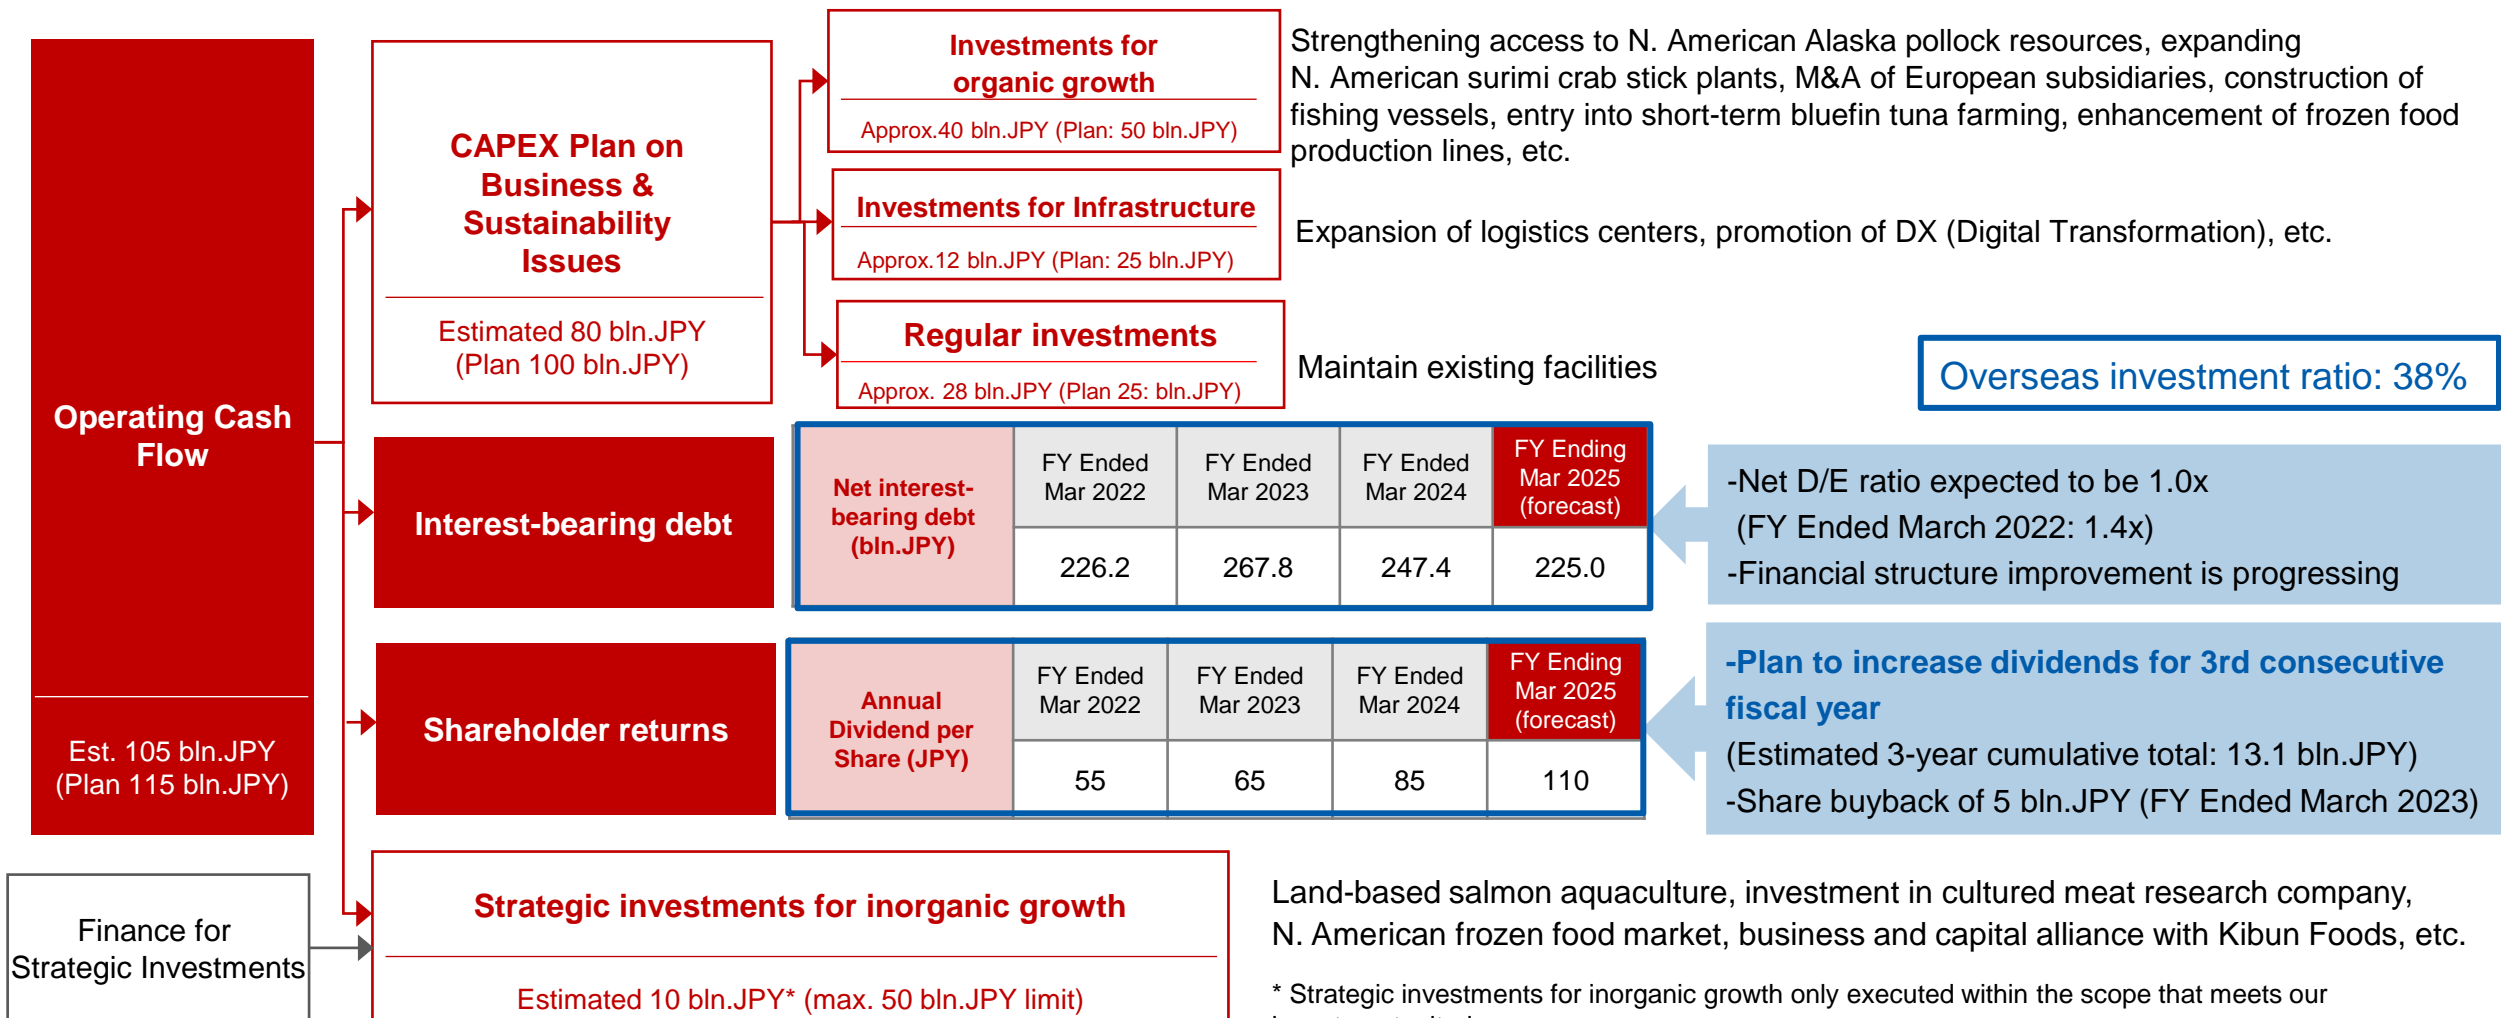 Operating Cash
Flow
Est. 105 bln.JPY
(Plan 115 bln.JPY)
CAPEX Plan on
Business &
Sustainability
Issues
Estimated 80 bln.JPY
(Plan 100 bln.JPY)
Investments for
organic growth
Approx.40 bln.JPY (Plan: 50 bln.JPY)
Strengthening access to N. American Alaska pollock resources, expanding
N. American surimi crab stick plants, M&A of European subsidiaries, construction of
fishing vessels, entry into short-term bluefin tuna farming, enhancement of frozen food
production lines, etc.
Investments for Infrastructure
Approx.12 bln.JPY (Plan: 25 bln.JPY)
Expansion of logistics centers, promotion of DX (Digital Transformation), etc.
Regular investments
Approx. 28 bln.JPY (Plan 25: bln.JPY)
Maintain existing facilities
Overseas investment ratio: 38%
Interest-bearing debt
Net interest-
bearing debt
(bln.JPY)
FY Ended
Mar 2022
FY Ended
Mar 2023
FY Ended
Mar 2024
FY Ending
Mar 2025
(forecast)
226.2
267.8
247.4
225.0
-Net D/E ratio expected to be 1.0x
(FY Ended March 2022: 1.4x)
-Financial structure improvement is progressing
Shareholder returns
Annual
Dividend per
Share (JPY)
FY Ended
Mar 2022
FY Ended
Mar 2023
FY Ended
Mar 2024
FY Ending
Mar 2025
(forecast)
55
65
85
110
-Plan to increase dividends for 3rd consecutive
fiscal year
(Estimated 3-year cumulative total: 13.1 bln.JPY)
-Share buyback of 5 bln.JPY (FY Ended March 2023)
Finance for
Strategic Investments
Strategic investments for inorganic growth
Estimated 10 bln.JPY* (max. 50 bln.JPY limit)
Land-based salmon aquaculture, investment in cultured meat research company,
N. American frozen food market, business and capital alliance with Kibun Foods, etc.
* Strategic investments for inorganic growth only executed within the scope that meets our